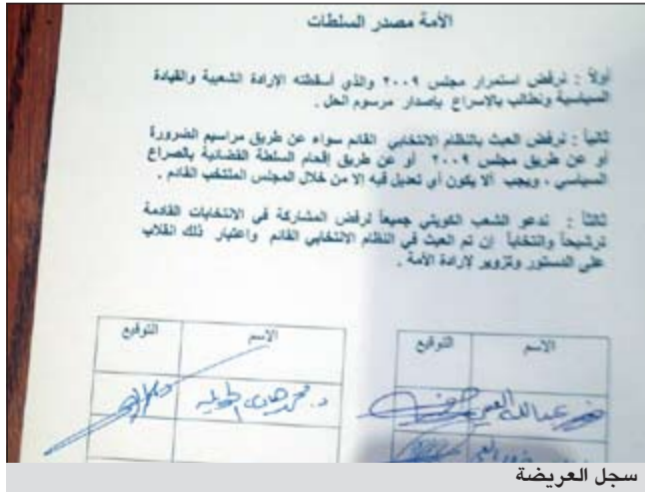 الأمة مصدر السلطات
أولاً : نرفض استمرار مجلس ٢٠٠٩ والذي أسقطته الإرادة الشعبية والقيادة
السياسية ونطالب بالإسراع بإصدار مرسوم الحل .
ثانياً : نرفض العبث بالنظام الانتخابي القائم سواء عن طريق مراسيم الضرورة
أو عن طريق مجلس ٢٠٠٩ أو عن طريق إقحام السلطة القضائية بالصراع
السياسي ، ويجب ألا يكون أي تعديل فيه إلا من خلال المجلس المنتخب القادم .
ثالثاً : ندعو الشعب الكويتي جميعاً لرفض المشاركة في الانتخابات القادمة
ترشيحاً وانتخاباً إن تم العبث في النظام الانتخابي القائم واعتبار ذلك انقلاب
على الدستور وتزوير لإرادة الأمة .
الاسم التوقيع
عبدالله
الاسم التوقيع
د. محمد هادي الحويلة
سجل العريضة